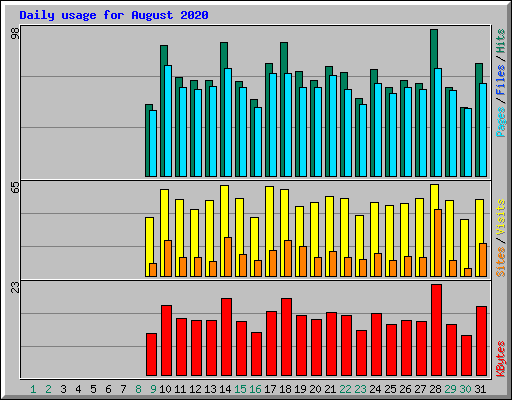 Daily usage for August 2020
98
Pages / Files / Hits
65
Sites / Visits
23
KBytes
1 2 3 4 5 6 7 8 9 10 11 12 13 14 15 16 17 18 19 20 21 22 23 24 25 26 27 28 29 30 31